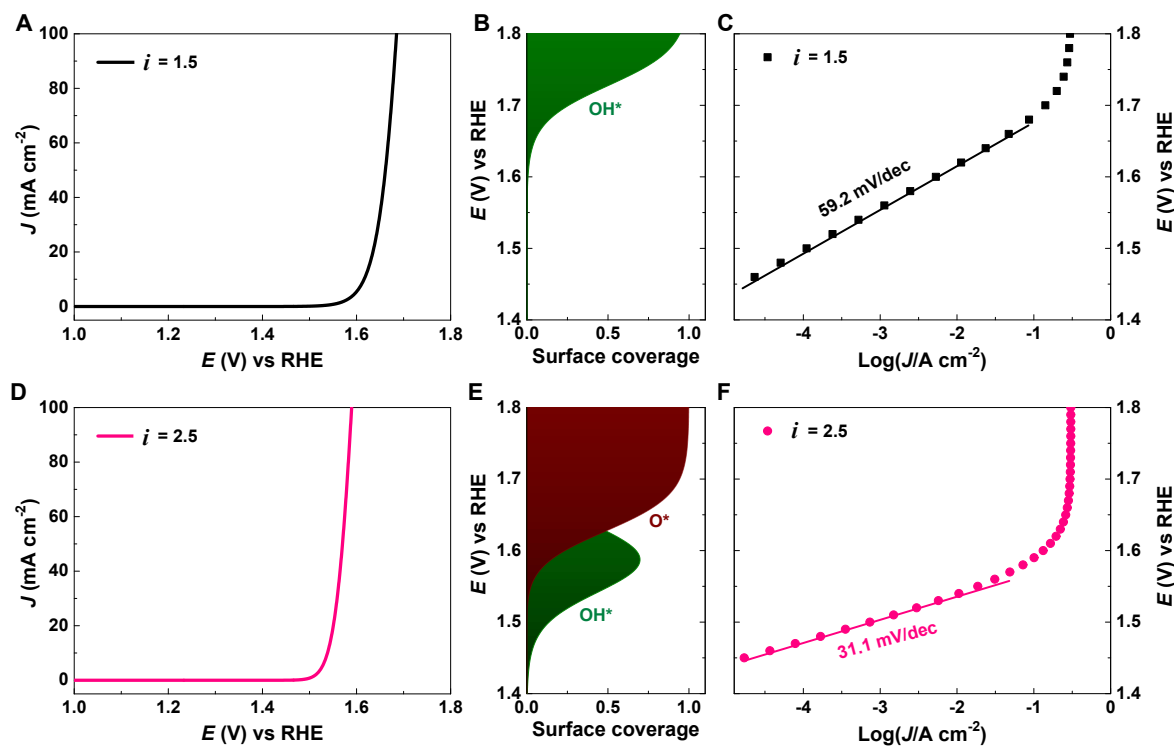 A
i = 1.5
100
80
60
40
20
0
J (mA cm-2)
1.0 1.2 1.4 1.6 1.8
E (V) vs RHE
B
OH*
1.8
1.7
1.6
1.5
1.4
E (V) vs RHE
0.0 0.5 1.0
Surface coverage
C
i = 1.5
59.2 mV/dec
1.8
1.7
1.6
1.5
1.4
E (V) vs RHE
-4 -3 -2 -1 0
Log(J/A cm-2)
D
i = 2.5
100
80
60
40
20
0
J (mA cm-2)
1.0 1.2 1.4 1.6 1.8
E (V) vs RHE
E
O*
OH*
1.8
1.7
1.6
1.5
1.4
E (V) vs RHE
0.0 0.5 1.0
Surface coverage
F
i = 2.5
31.1 mV/dec
1.8
1.7
1.6
1.5
1.4
E (V) vs RHE
-4 -3 -2 -1 0
Log(J/A cm-2)